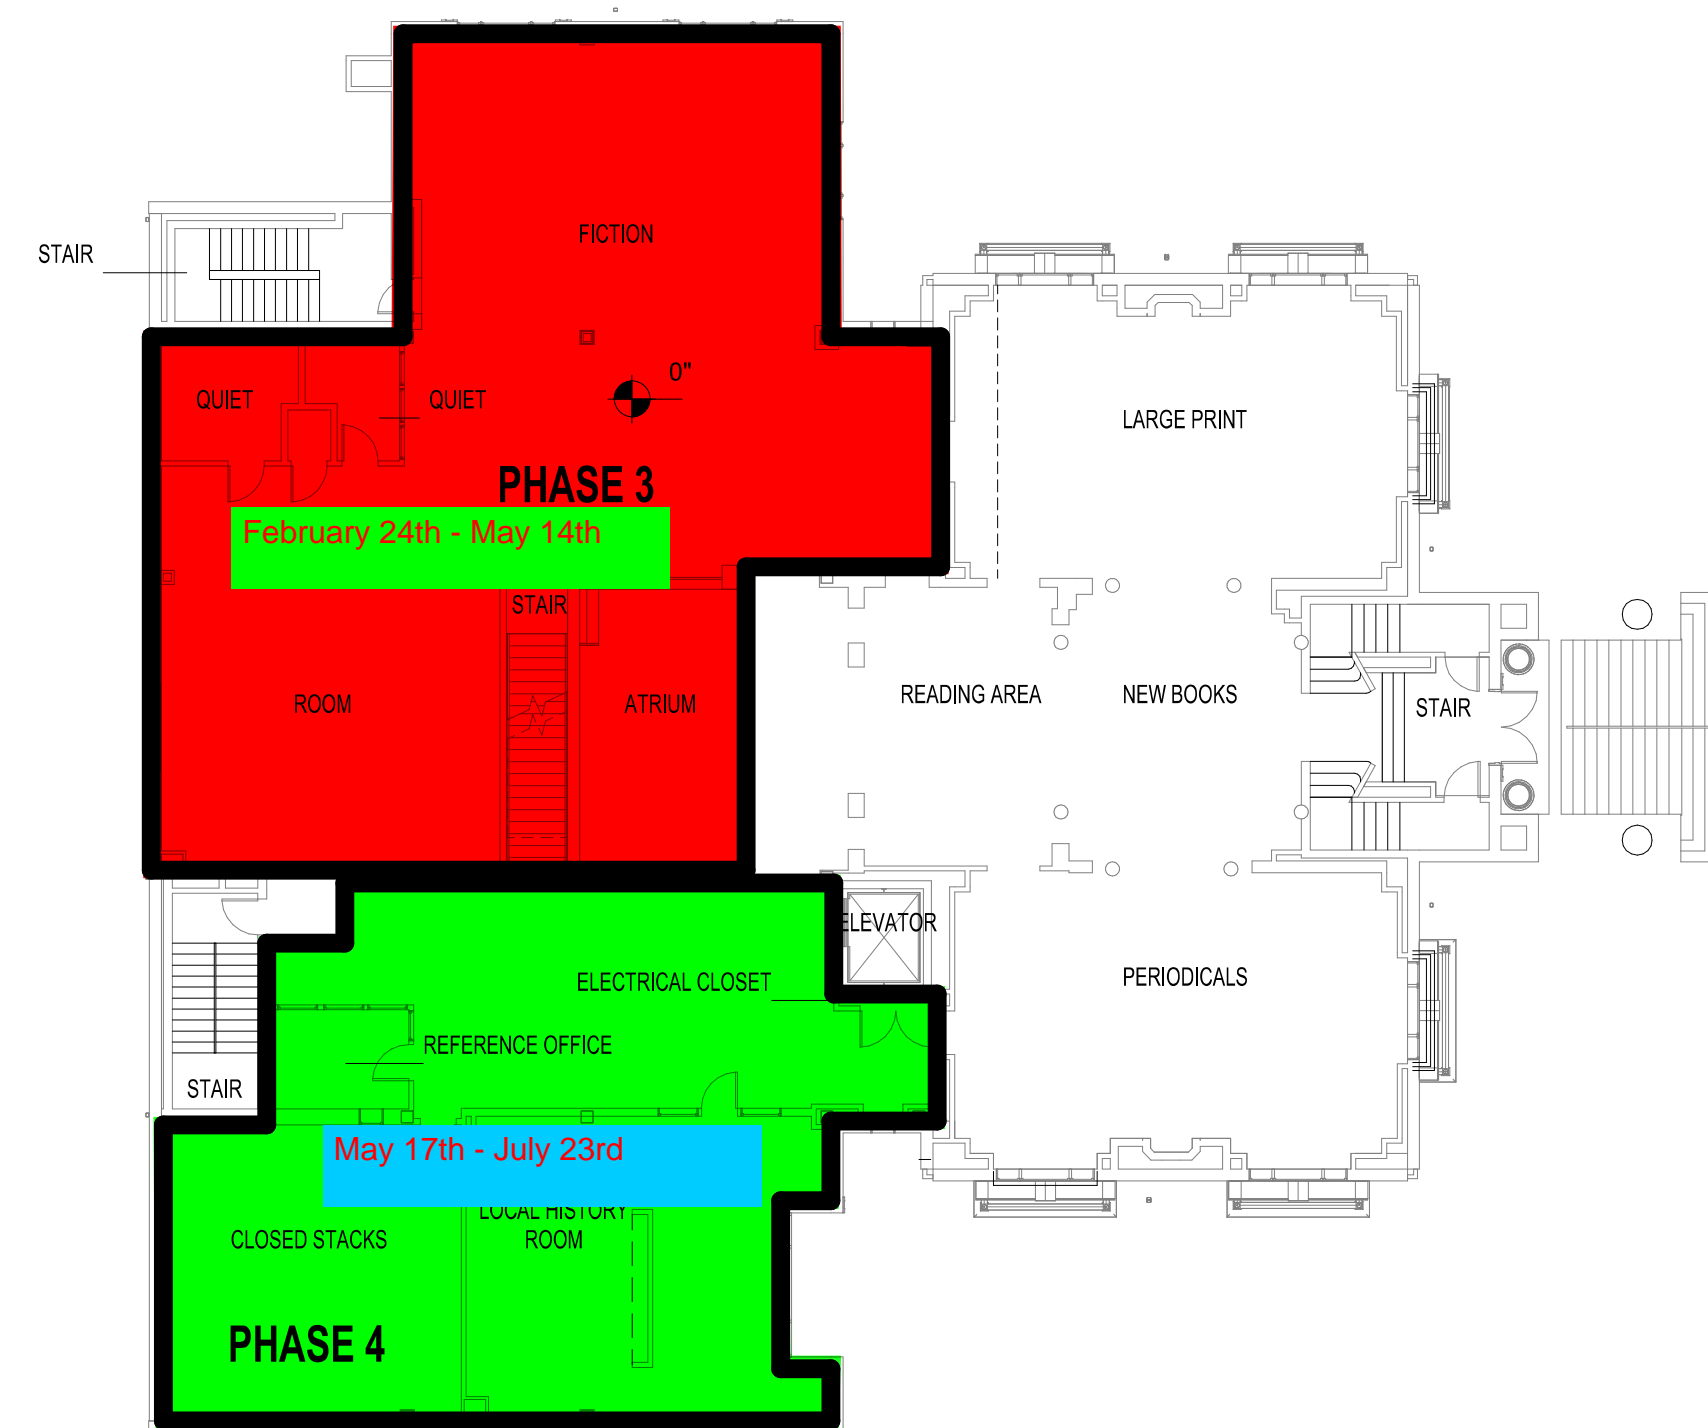 FICTION
STAIR
0"
QUIET
QUIET
LARGE PRINT
PHASE 3
February 24th - May 14th
STAIR
READING AREA
NEW BOOKS
ROOM
ATRIUM
STAIR
ELEVATOR
ELECTRICAL CLOSET
PERIODICALS
REFERENCE OFFICE
STAIR
May 17th - July 23rd
LOCAL HISTORY
ROOM
CLOSED STACKS
PHASE 4